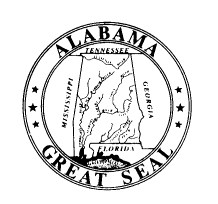 ALABAMA
TENNESSEE
MISSISSIPPI
GEORGIA
FLORIDA
GREAT SEAL